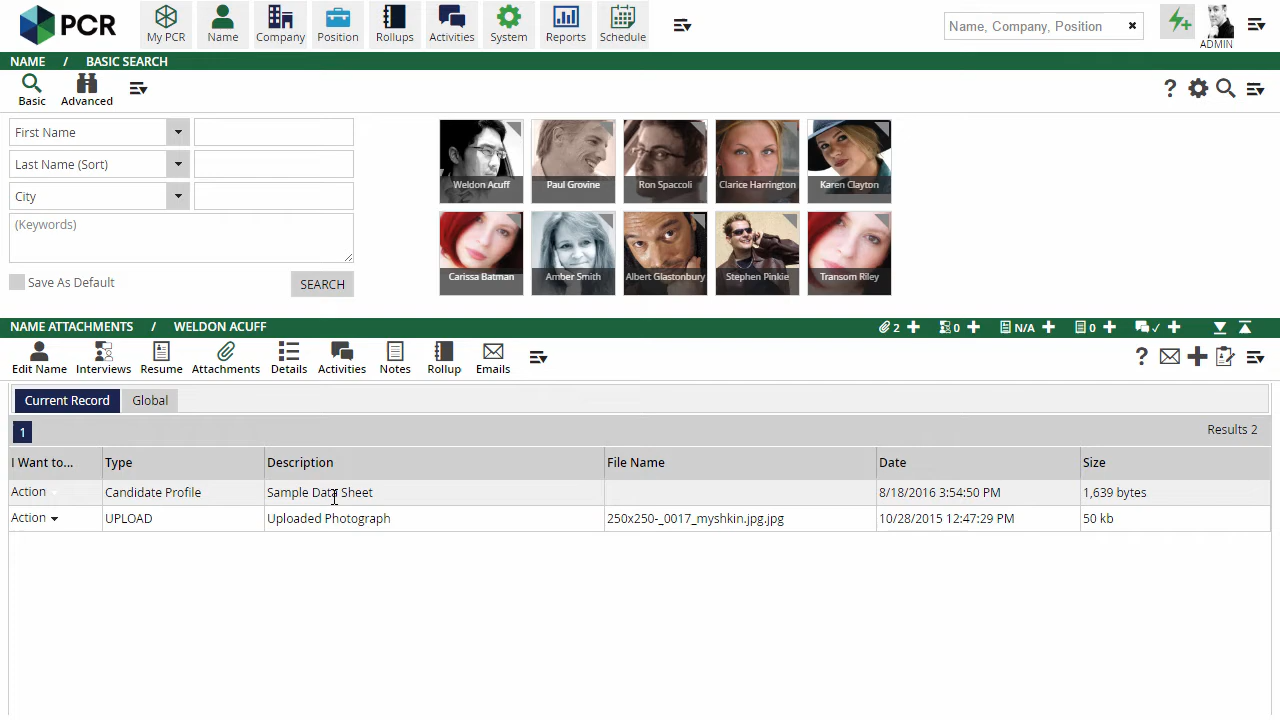 PCR
My PCR Name Company Position Rollups Activities System Reports Schedule
Name, Company, Position
ADMIN
NAME / BASIC SEARCH
Basic Advanced
First Name
Last Name (Sort)
City
(Keywords)
Save As Default SEARCH
Weldon Acuff Paul Grovine Ron Spaccoli Clarice Harrington Karen Clayton
Carissa Batman Amber Smith Albert Glastonbury Stephen Pinkie Transom Riley
NAME ATTACHMENTS / WELDON ACUFF 2 0 N/A 0
Edit Name Interviews Resume Attachments Details Activities Notes Rollup Emails
Current Record Global
1 Results 2
I Want to... Type Description File Name Date Size
Action Candidate Profile Sample Data Sheet 8/18/2016 3:54:50 PM 1,639 bytes
Action UPLOAD Uploaded Photograph 250x250-_0017_myshkin.jpg.jpg 10/28/2015 12:47:29 PM 50 kb